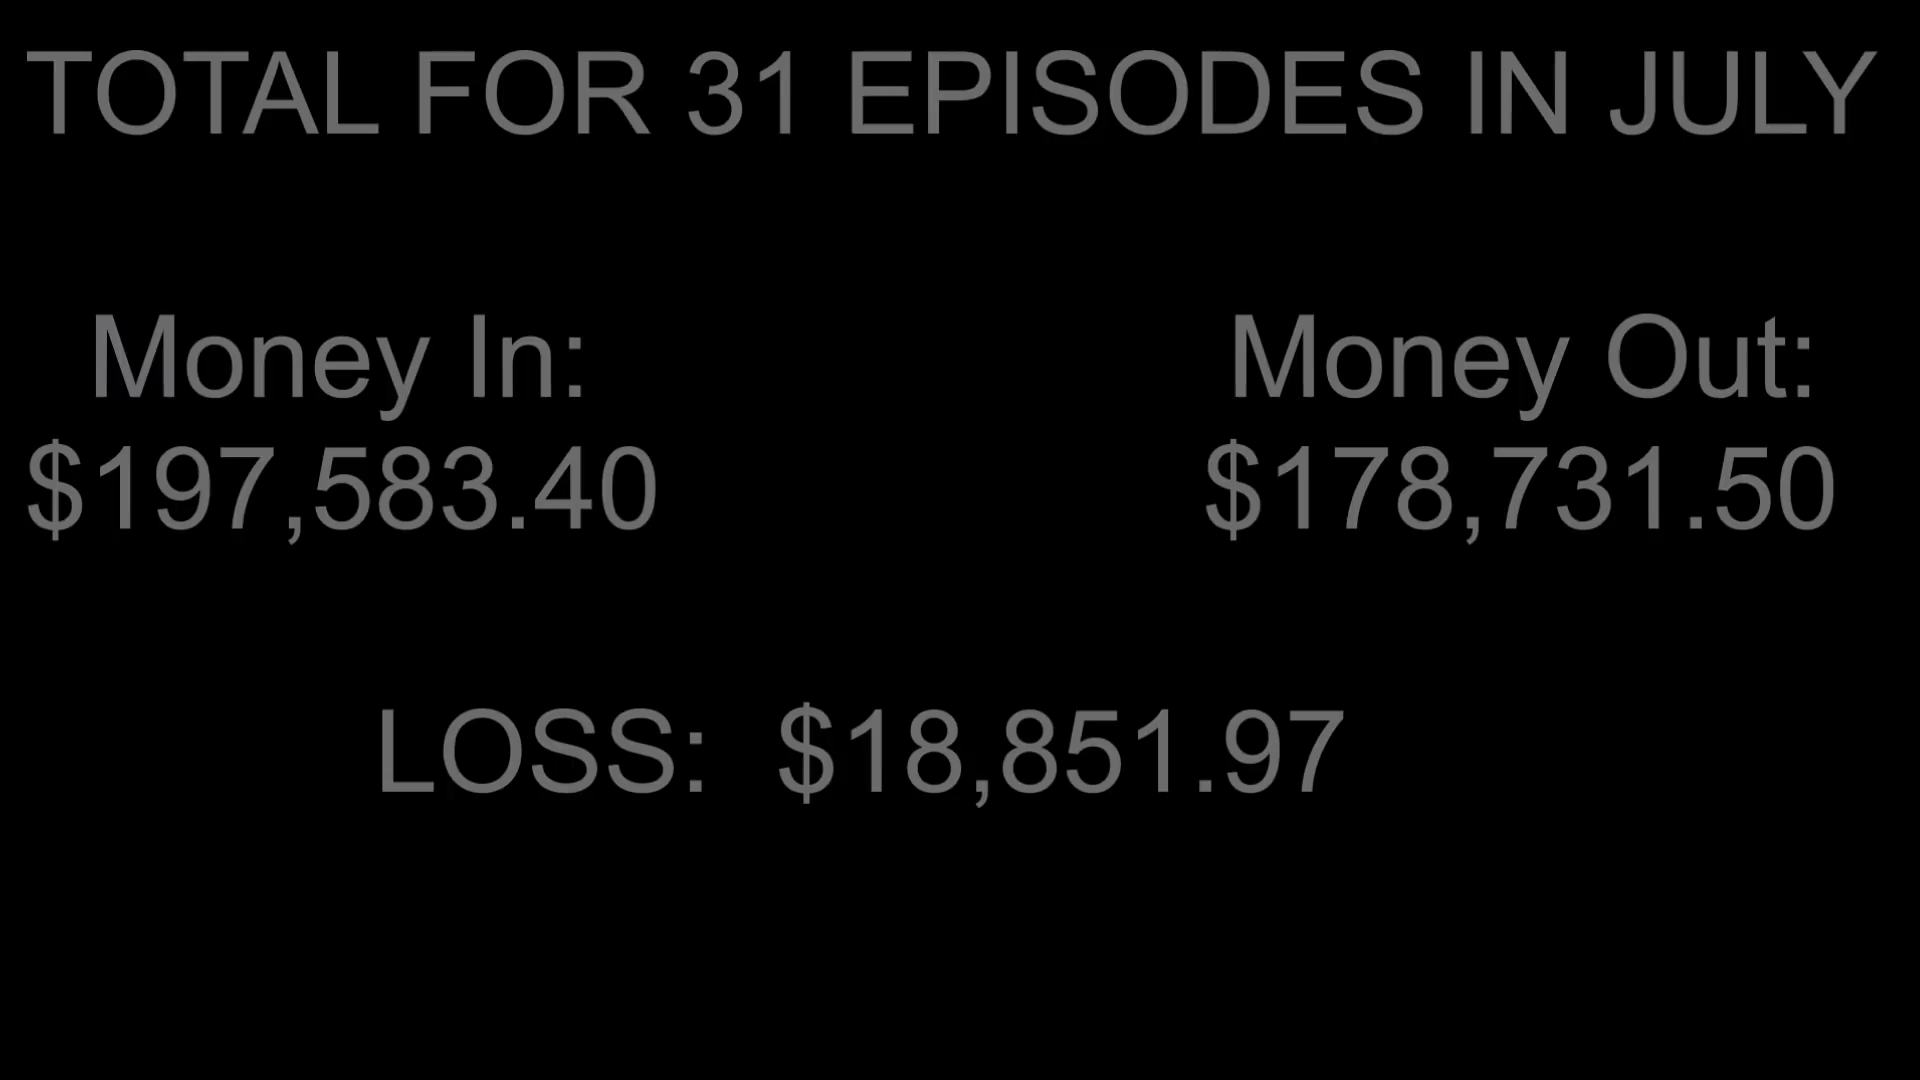 TOTAL FOR 31 EPISODES IN JULY
Money In:
$197,583.40
Money Out:
$178,731.50
LOSS: $18,851.97